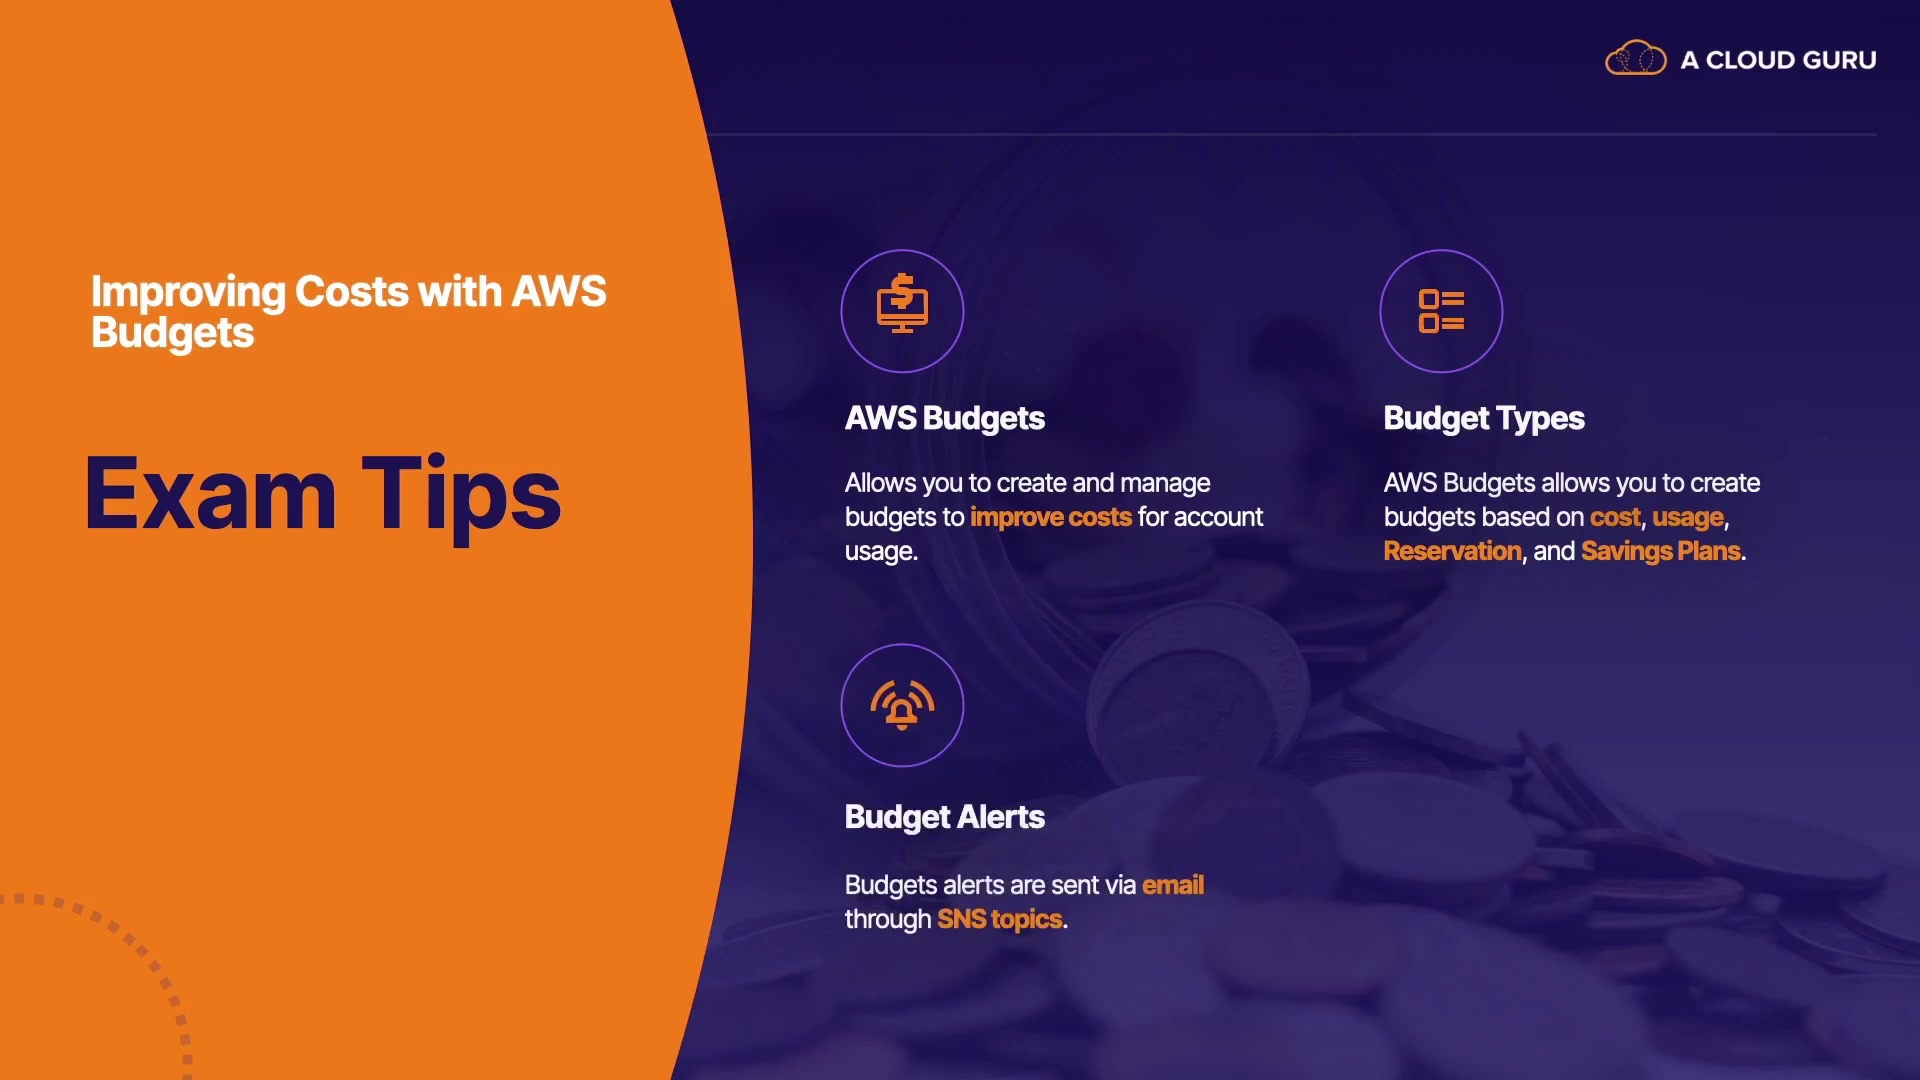 A CLOUD GURU
Improving Costs with AWS
Budgets
Exam Tips
AWS Budgets
Allows you to create and manage
budgets to improve costs for account
usage.
Budget Types
AWS Budgets allows you to create
budgets based on cost, usage,
Reservation, and Savings Plans.
Budget Alerts
Budgets alerts are sent via email
through SNS topics.